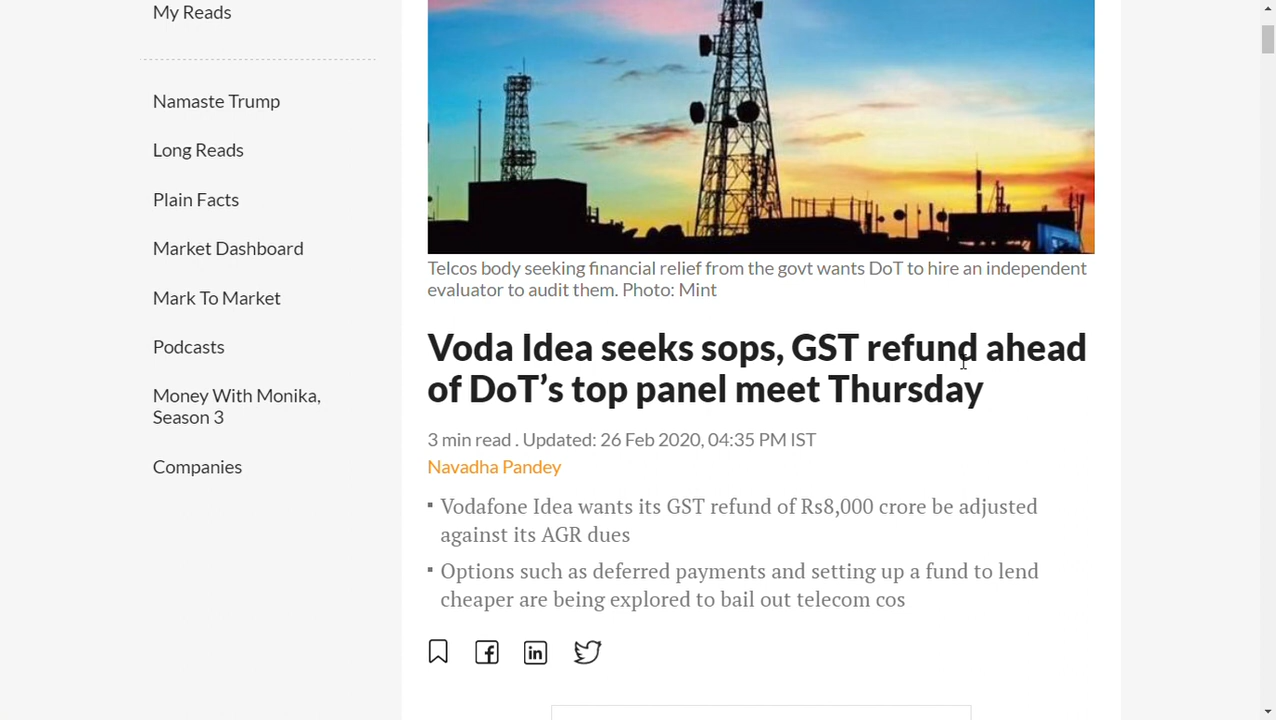 My Reads
Namaste Trump
Long Reads
Plain Facts
Market Dashboard
Mark To Market
Podcasts
Money With Monika,
Season 3
Companies
Telcos body seeking financial relief from the govt wants DoT to hire an independent
evaluator to audit them. Photo: Mint
Voda Idea seeks sops, GST refund ahead
of DoT’s top panel meet Thursday
3 min read . Updated: 26 Feb 2020, 04:35 PM IST
Navadha Pandey
Vodafone Idea wants its GST refund of Rs8,000 crore be adjusted
against its AGR dues
Options such as deferred payments and setting up a fund to lend
cheaper are being explored to bail out telecom cos